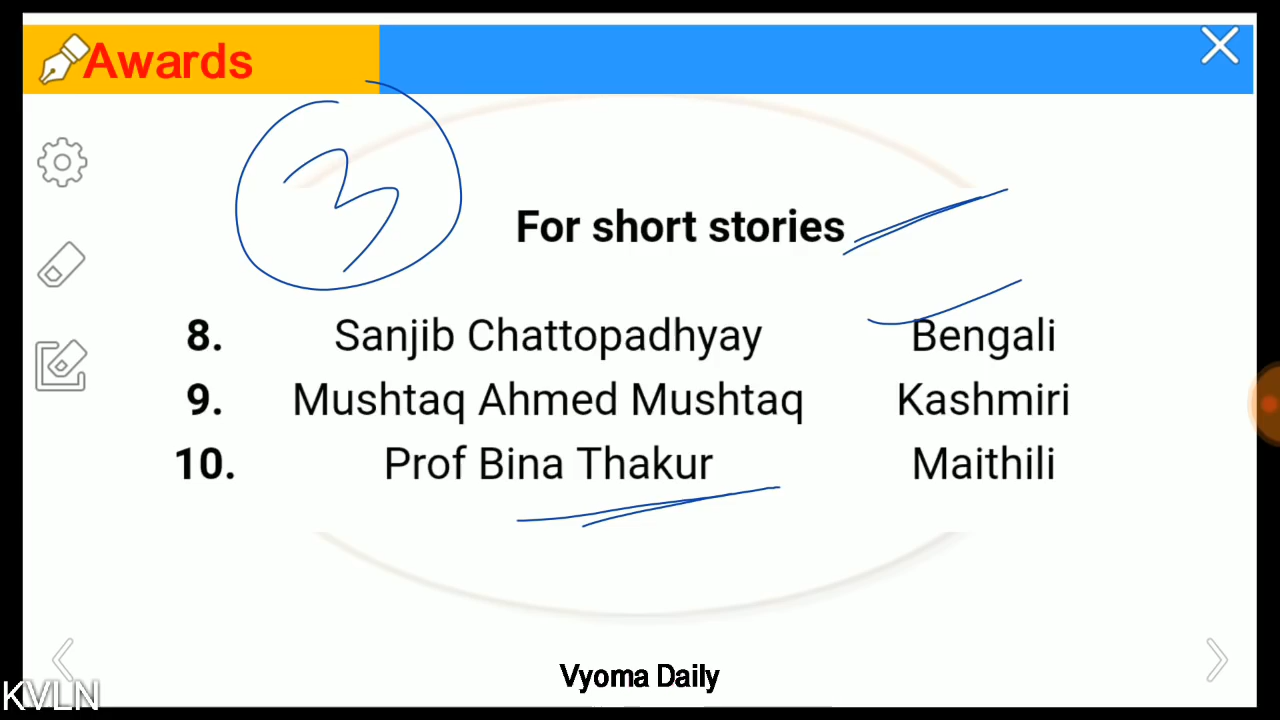 Awards
3
For short stories
8. Sanjib Chattopadhyay Bengali
9. Mushtaq Ahmed Mushtaq Kashmiri
10. Prof Bina Thakur Maithili
Vyoma Daily
KVLN